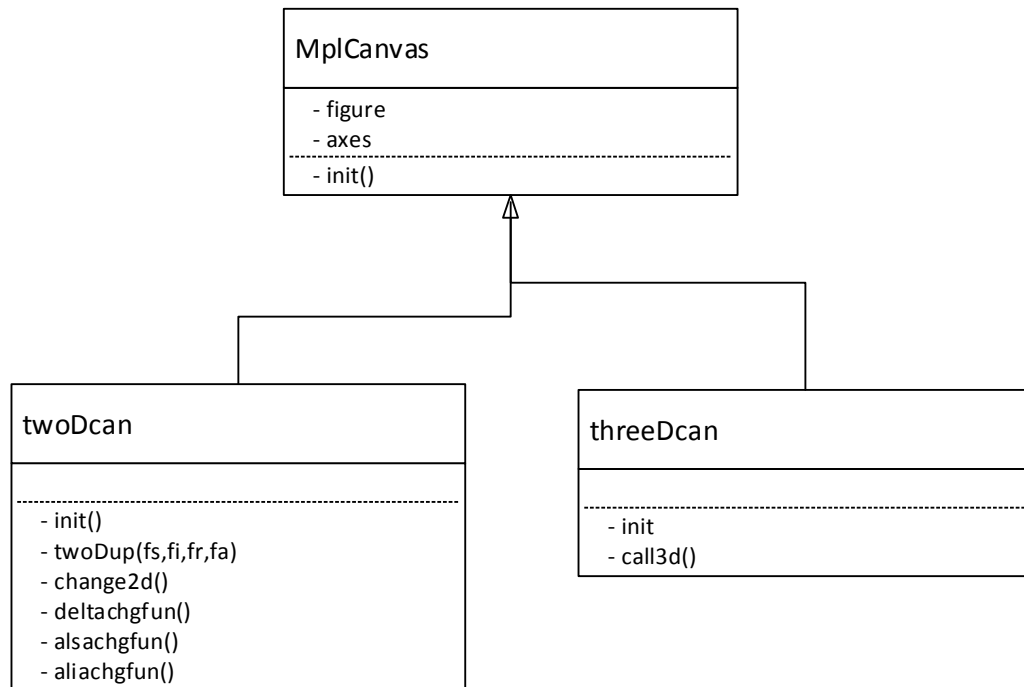 MplCanvas
- figure
- axes
- init()
twoDcan
- init()
- twoDup(fs,fi,fr,fa)
- change2d()
- deltachgfun()
- alsachgfun()
- aliachgfun()
threeDcan
- init
- call3d()